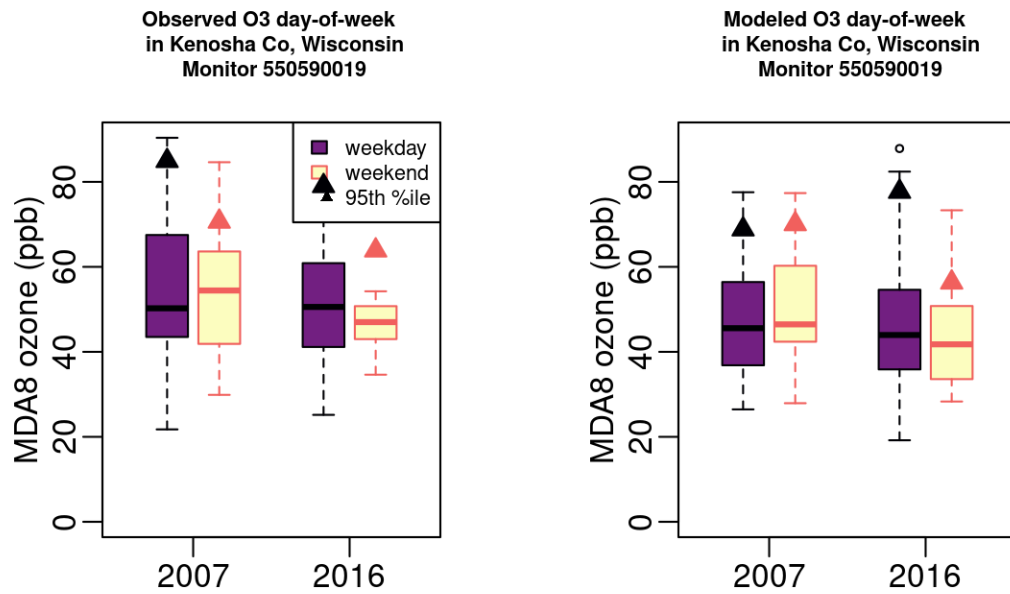 Observed O3 day-of-week
in Kenosha Co, Wisconsin
Monitor 550590019
MDA8 ozone (ppb)
80
60
40
20
0
2007
2016
weekday
weekend
95th %ile
Modeled O3 day-of-week
in Kenosha Co, Wisconsin
Monitor 550590019
MDA8 ozone (ppb)
80
60
40
20
0
2007
2016